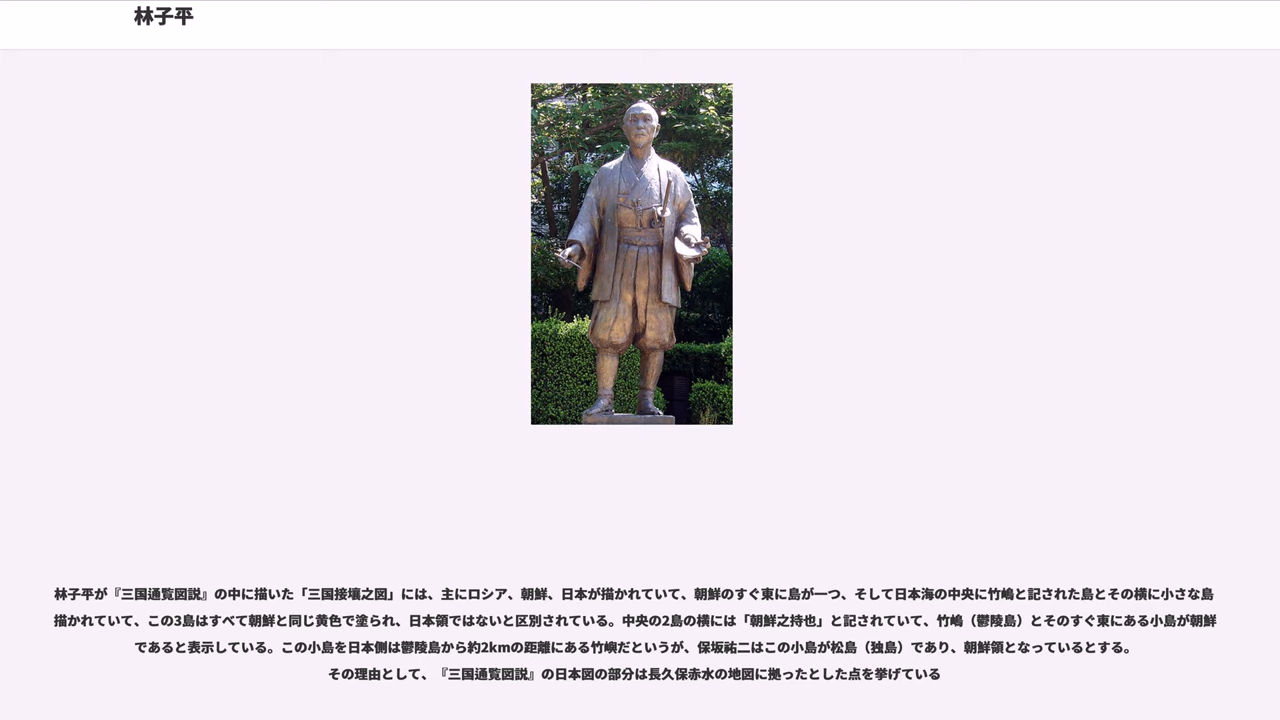 林子平
林子平が『三国通覧図説』の中に描いた「三国接壌之図」には、主にロシア、朝鮮、日本が描かれていて、朝鮮のすぐ東に島が一つ、そして日本海の中央に竹嶋と記された島とその横に小さな島
描かれていて、この3島はすべて朝鮮と同じ黄色で塗られ、日本領ではないと区別されている。中央の2島の横には「朝鮮之持也」と記されていて、竹嶋（鬱陵島）とそのすぐ東にある小島が朝鮮
であると表示している。この小島を日本側は鬱陵島から約2kmの距離にある竹嶼だというが、保坂祐二はこの小島が松島（独島）であり、朝鮮領となっているとする。
その理由として、『三国通覧図説』の日本図の部分は長久保赤水の地図に拠ったとした点を挙げている